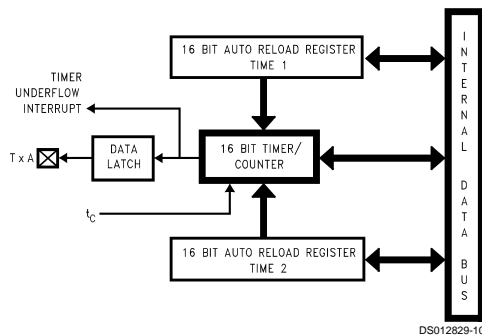 16 BIT AUTO RELOAD REGISTER
TIME 1
TIMER
UNDERFLOW
INTERRUPT
T x A
DATA
LATCH
16 BIT TIMER/
COUNTER
tC
16 BIT AUTO RELOAD REGISTER
TIME 2
INTERNAL DATA BUS
DS012829-10